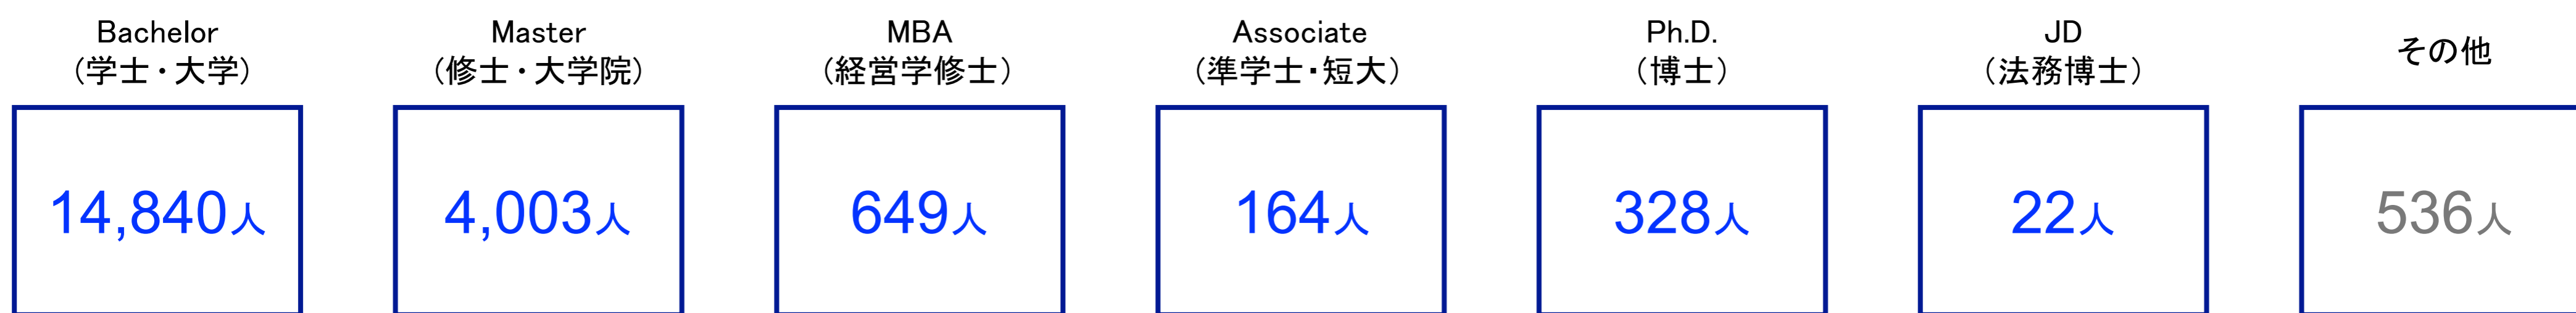 Bachelor
（学士・大学）
Master
（修士・大学院）
MBA
（経営学修士）
Associate
（準学士・短大）
Ph.D.
（博士）
JD
（法務博士）
その他
14,840人
4,003人
649人
164人
328人
22人
536人